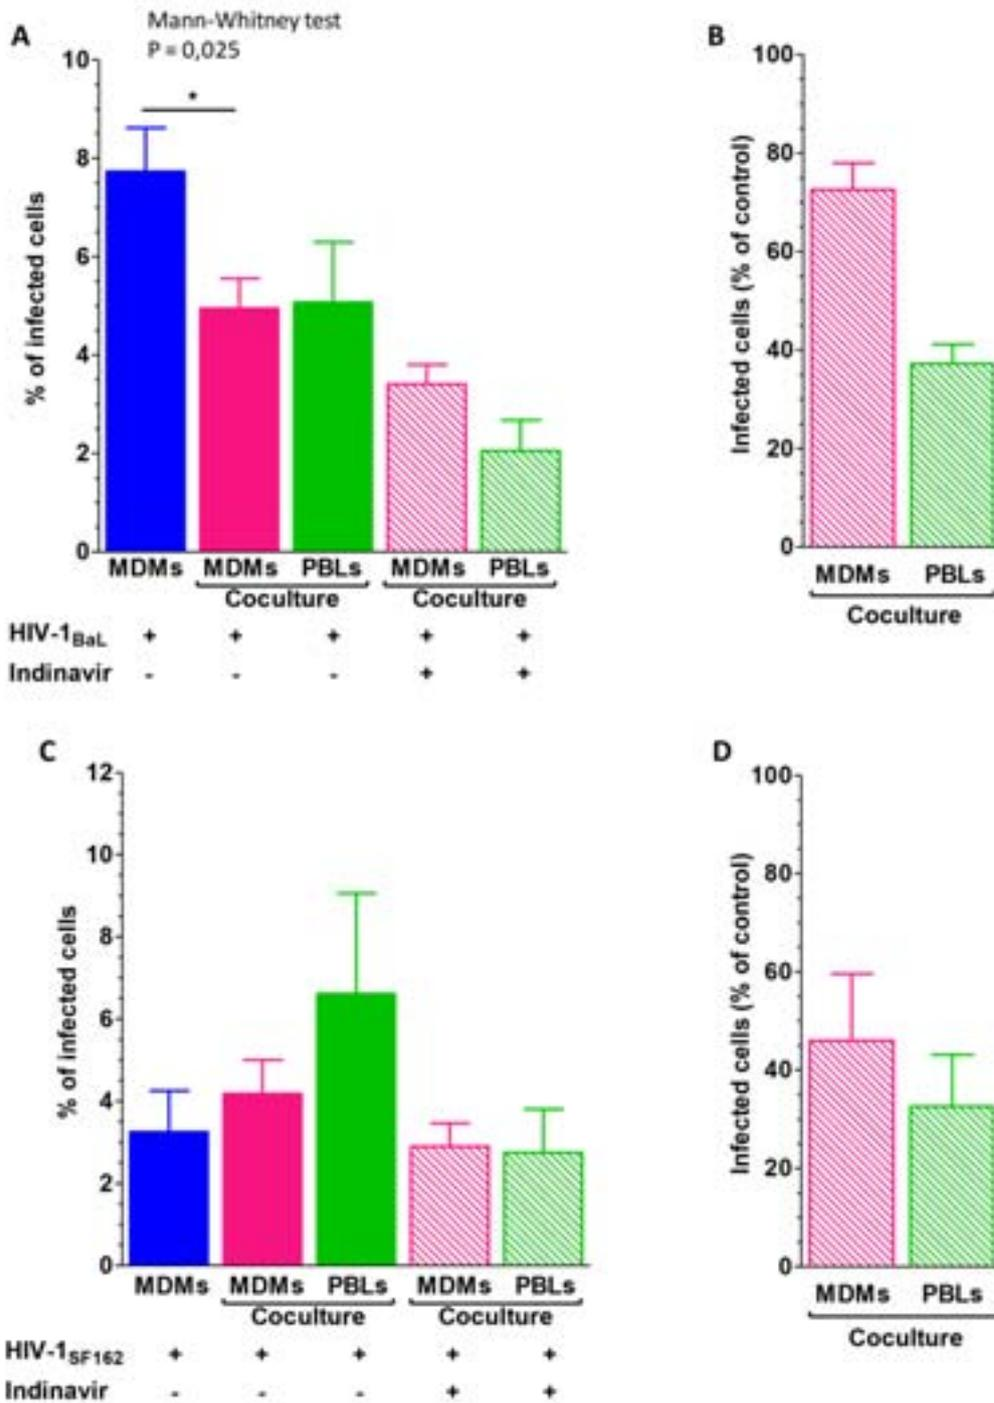 A
Mann-Whitney test
P = 0,025
*
% of infected cells
10
8
6
4
2
0
MDMs MDMs PBLs MDMs PBLs
Coculture Coculture
HIV-1BaL + + + + +
Indinavir - - - + +
B
Infected cells (% of control)
100
80
60
40
20
0
MDMs PBLs
Coculture
C
% of infected cells
12
10
8
6
4
2
0
MDMs MDMs PBLs MDMs PBLs
Coculture Coculture
HIV-1SF162 + + + + +
Indinavir - - - + +
D
Infected cells (% of control)
100
80
60
40
20
0
MDMs PBLs
Coculture